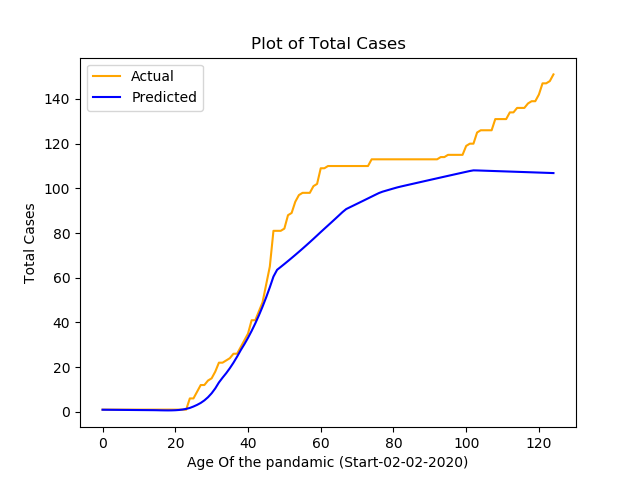 Plot of Total Cases
Actual
Predicted
Total Cases
140
120
100
80
60
40
20
0
0 20 40 60 80 100 120
Age Of the pandamic (Start-02-02-2020)